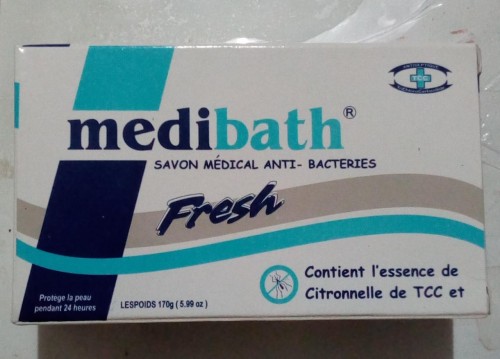 medibath®
SAVON MÉDICAL ANTI- BACTERIES
Fresh
TCC
Contient l'essence de
Citronnelle de TCC et
Protege la peau
pendant 24 heures
LESPOIDS 170g ( 5.99 oz )